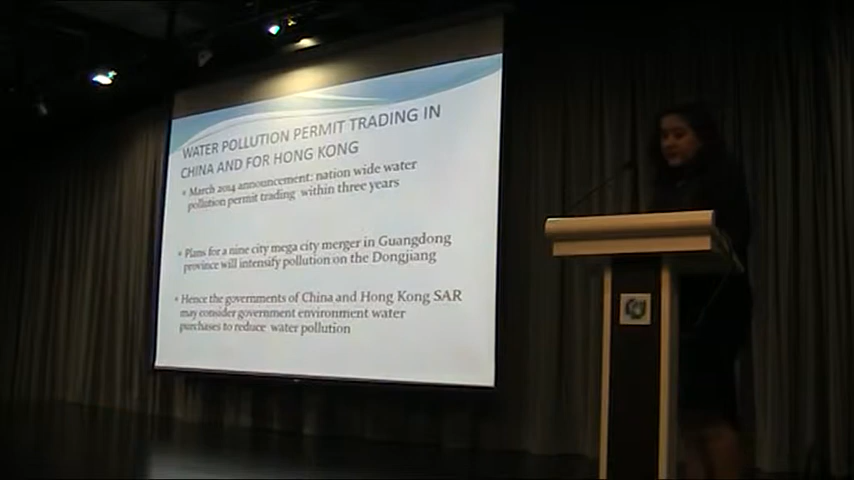 WATER POLLUTION PERMIT TRADING IN
CHINA AND FOR HONG KONG
• March 2014 announcement: nation wide water
pollution permit trading within three years
• Plans for a nine city mega city merger in Guangdong
province will intensify pollution on the Dongjiang
• Hence the governments of China and Hong Kong SAR
may consider government environment water
purchases to reduce water pollution